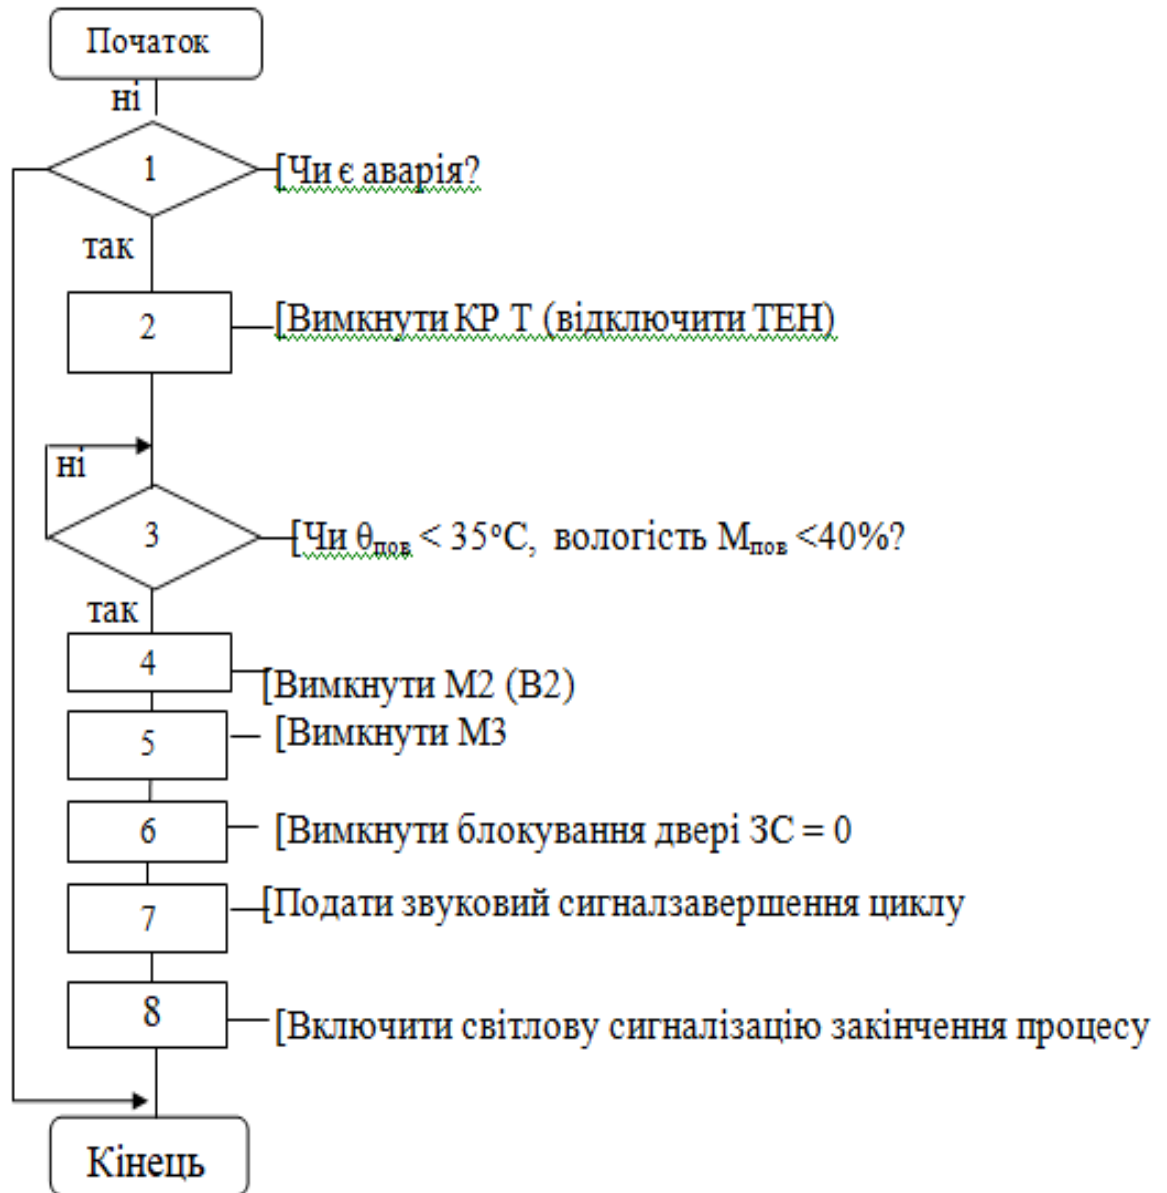 Початок
ні
1
[Чи є аварія?
так
2
[Вимкнути КР Т (відключити ТЕН)
ні
3
[Чи θпов < 35°С, вологість Мпов <40%?
так
4
[Вимкнути М2 (В2)
5
[Вимкнути М3
6
[Вимкнути блокування двері ЗС = 0
7
[Подати звуковий сигналзавершення циклу
8
[Включити світлову сигналізацію закінчення процесу
Кінець